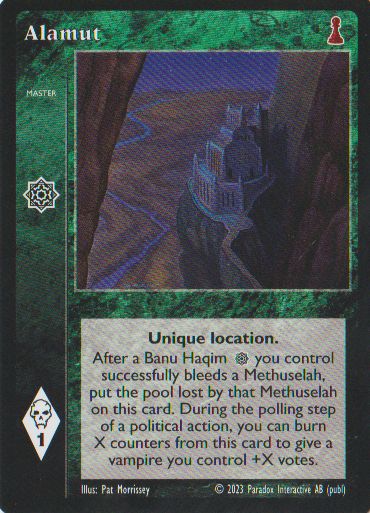 Alamut
MASTER
Unique location.
After a Banu Haqim you control
successfully bleeds a Methuselah,
put the pool lost by that Methuselah
on this card. During the polling step
of a political action, you can burn
X counters from this card to give a
vampire you control +X votes.
1
Illus: Pat Morrissey © 2023 Paradox Interactive AB (publ)